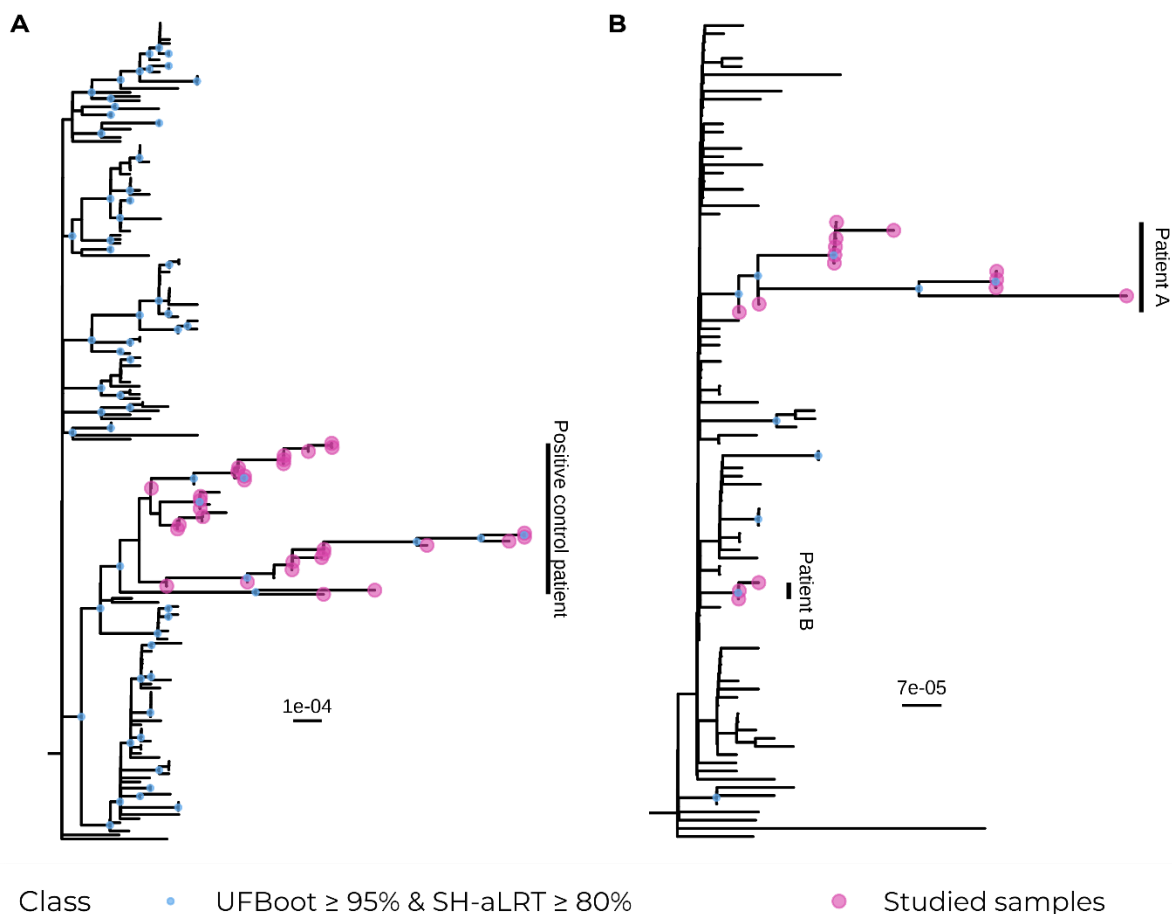 A
B
Patient A
Positive control patient
Patient B
1e-04
7e-05
Class
UFBoot ≥ 95% & SH-aLRT ≥ 80%
Studied samples